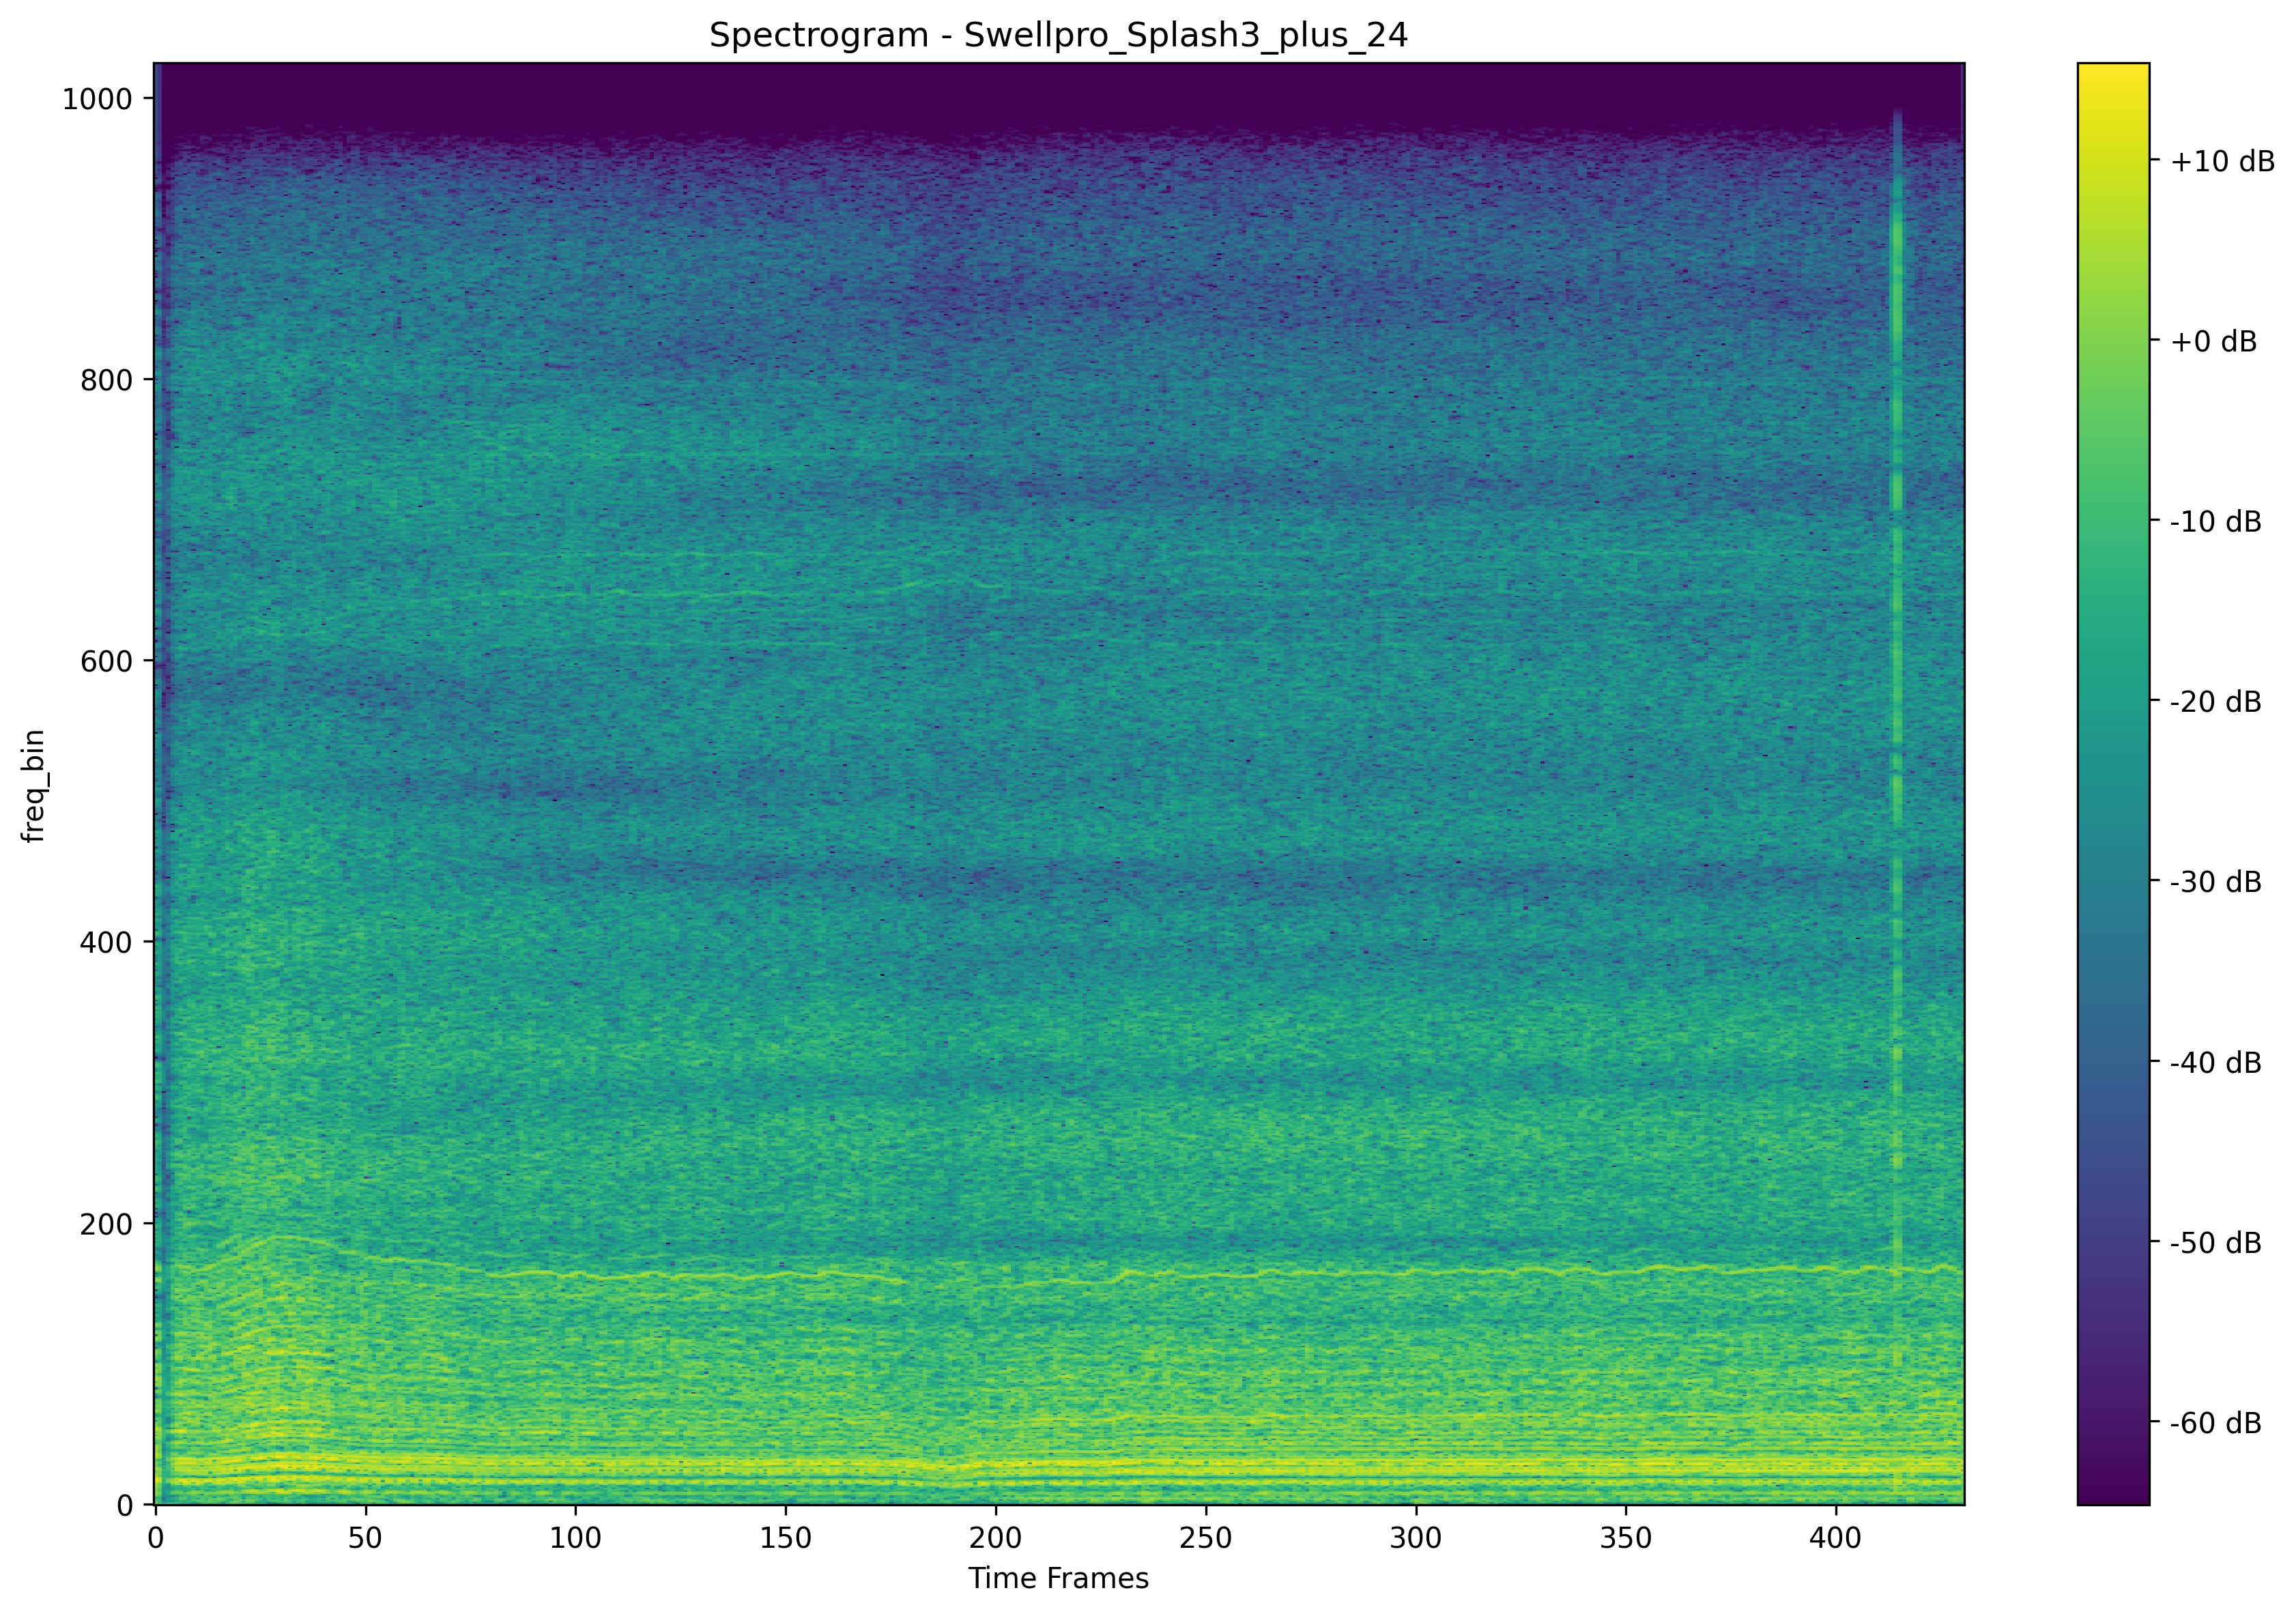 Spectrogram - Swellpro_Splash3_plus_24
freq_bin
1000
800
600
400
200
0
0 50 100 150 200 250 300 350 400
Time Frames
+10 dB
+0 dB
-10 dB
-20 dB
-30 dB
-40 dB
-50 dB
-60 dB